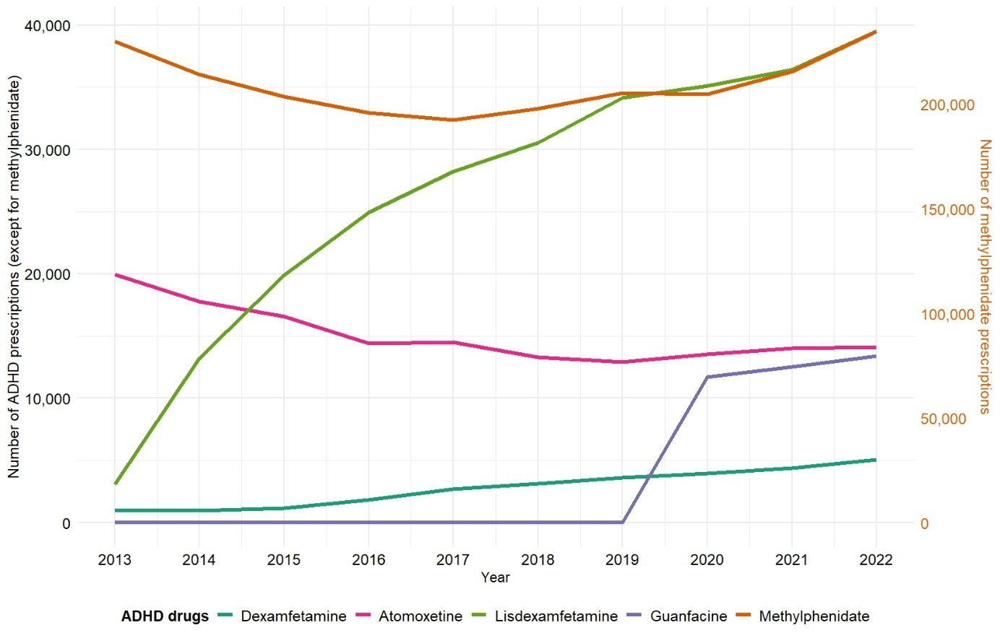 Number of ADHD prescriptions (except for methylphenidate)
40,000
30,000
20,000
10,000
0
200,000
150,000
100,000
50,000
0
Number of methylphenidate prescriptions
2013 2014 2015 2016 2017 2018 2019 2020 2021 2022
Year
ADHD drugs Dexamfetamine Atomoxetine Lisdexamfetamine Guanfacine Methylphenidate